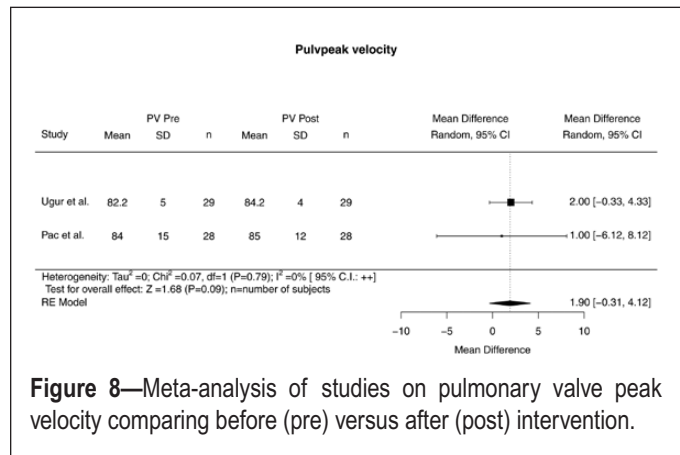 Pulvpeak velocity
PV Pre PV Post Mean Difference Mean Difference
Study Mean SD n Mean SD n Random, 95% CI Random, 95% CI
Ugur et al. 82.2 5 29 84.2 4 29 2.00 [−0.33, 4.33]
Pac et al. 84 15 28 85 12 28 1.00 [−6.12, 8.12]
Heterogeneity: Tau² =0; Chi² =0.07, df=1 (P=0.79); I² =0% [ 95% C.I.: ++]
Test for overall effect: Z =1.68 (P=0.09); n=number of subjects
RE Model 1.90 [−0.31, 4.12]
−10 −5 0 5 10
Mean Difference
Figure 8—Meta-analysis of studies on pulmonary valve peak
velocity comparing before (pre) versus after (post) intervention.